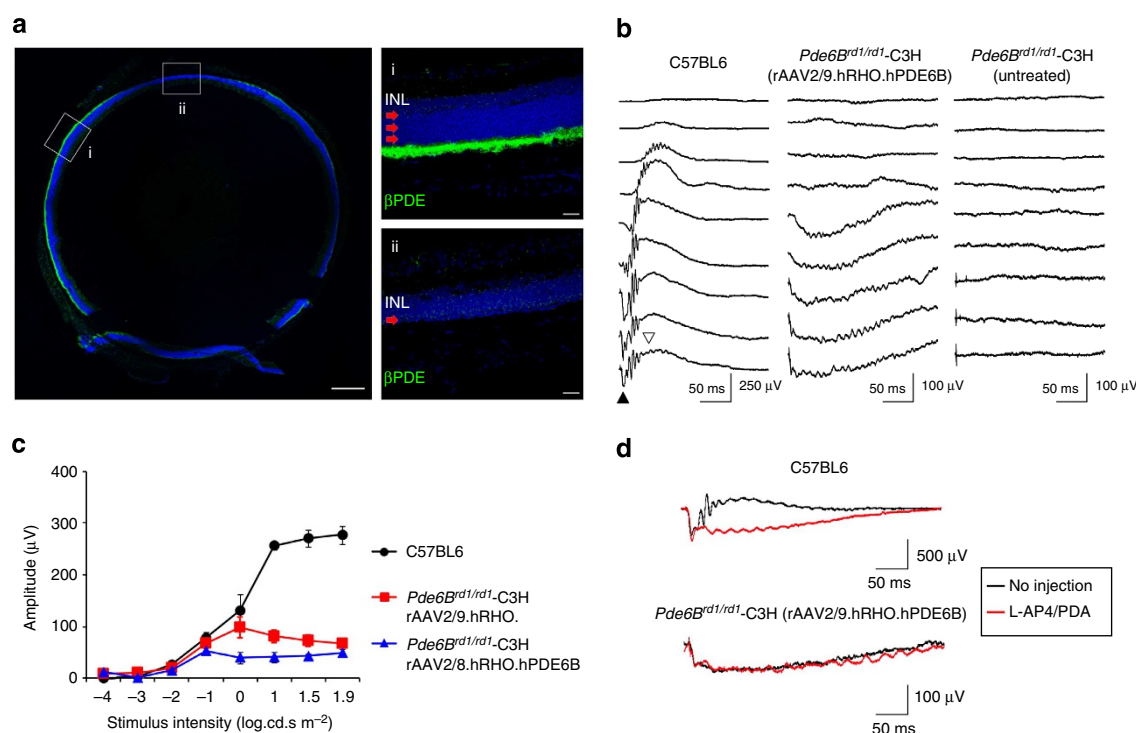 a
ii
i
i
INL
βPDE
ii
INL
βPDE
b
C57BL6
Pde6Brd1/rd1-C3H
(rAAV2/9.hRHO.hPDE6B)
Pde6Brd1/rd1-C3H
(untreated)
50 ms
250 μV
50 ms
100 μV
50 ms
100 μV
c
400
300
200
100
0
Amplitude (μV)
–4
–3
–2
–1
0
1
1.5
1.9
Stimulus intensity (log.cd.s m–2)
C57BL6
Pde6Brd1/rd1-C3H
rAAV2/9.hRHO.
Pde6Brd1/rd1-C3H
rAAV2/8.hRHO.hPDE6B
d
C57BL6
500 μV
50 ms
No injection
L-AP4/PDA
Pde6Brd1/rd1-C3H (rAAV2/9.hRHO.hPDE6B)
100 μV
50 ms